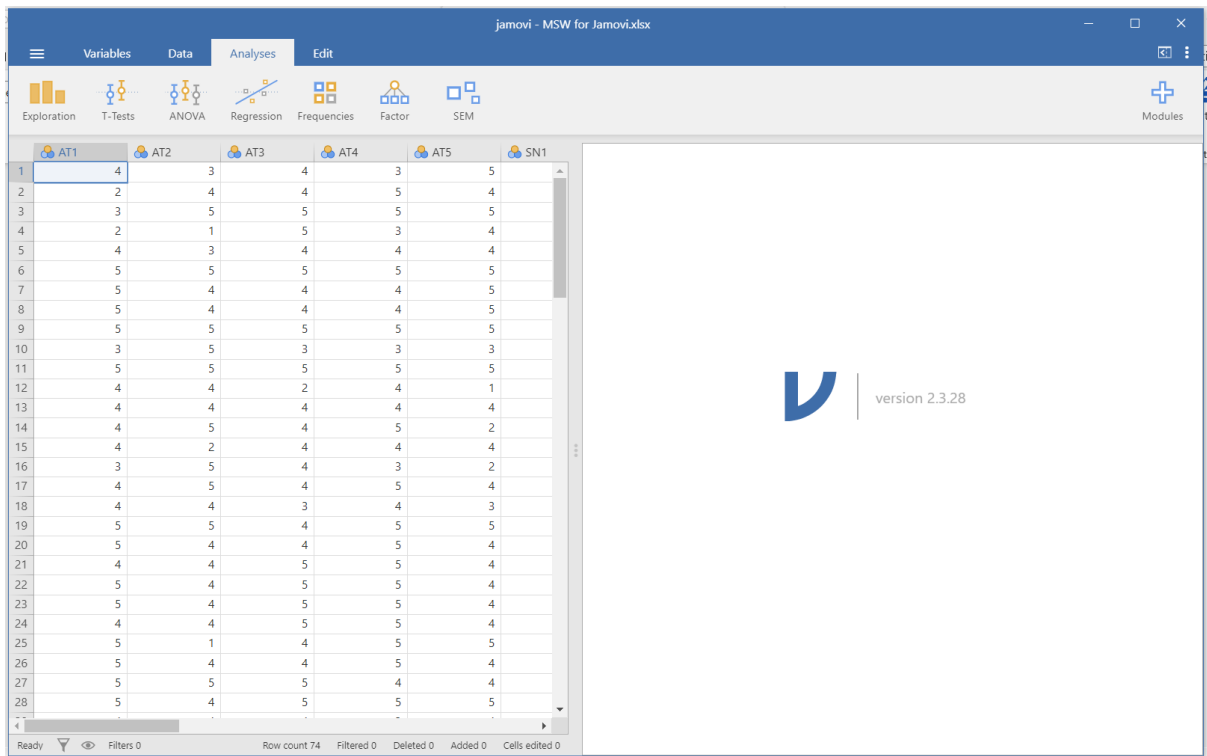 jamovi - MSW for Jamovi.xlsx
Variables Data Analyses Edit
Exploration T-Tests ANOVA Regression Frequencies Factor SEM Modules
AT1 AT2 AT3 AT4 AT5 SN1
1 4 3 4 3 5
2 2 4 4 5 4
3 3 5 5 5 5
4 2 1 5 3 4
5 4 3 4 4 4
6 5 5 5 5 5
7 5 4 4 4 5
8 5 4 4 4 5
9 5 5 5 5 5
10 3 5 3 3 3
11 5 5 5 5 5
12 4 4 2 4 1
13 4 4 4 4 4
14 4 5 4 5 2
15 4 2 4 4 4
16 3 5 4 3 2
17 4 5 4 5 4
18 4 4 3 4 3
19 5 5 4 5 5
20 5 4 4 5 4
21 4 4 5 5 4
22 5 4 5 5 4
23 5 4 5 5 4
24 4 4 5 5 4
25 5 1 4 5 5
26 5 4 4 5 4
27 5 5 5 4 4
28 5 4 5 5 5
version 2.3.28
Ready Filters 0 Row count 74 Filtered 0 Deleted 0 Added 0 Cells edited 0